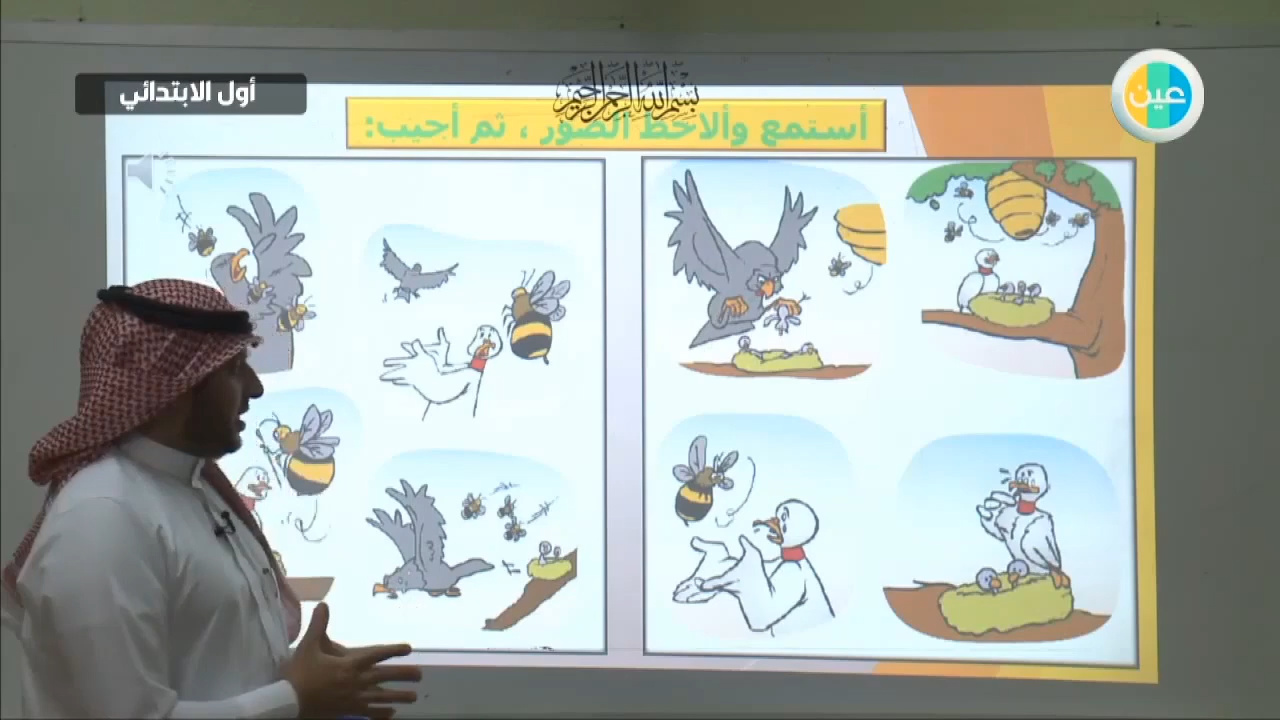 أول الابتدائي
بسم الله الرحمن الرحيم
عين
أستمع وألاحظ الصور ، ثم أجيب: